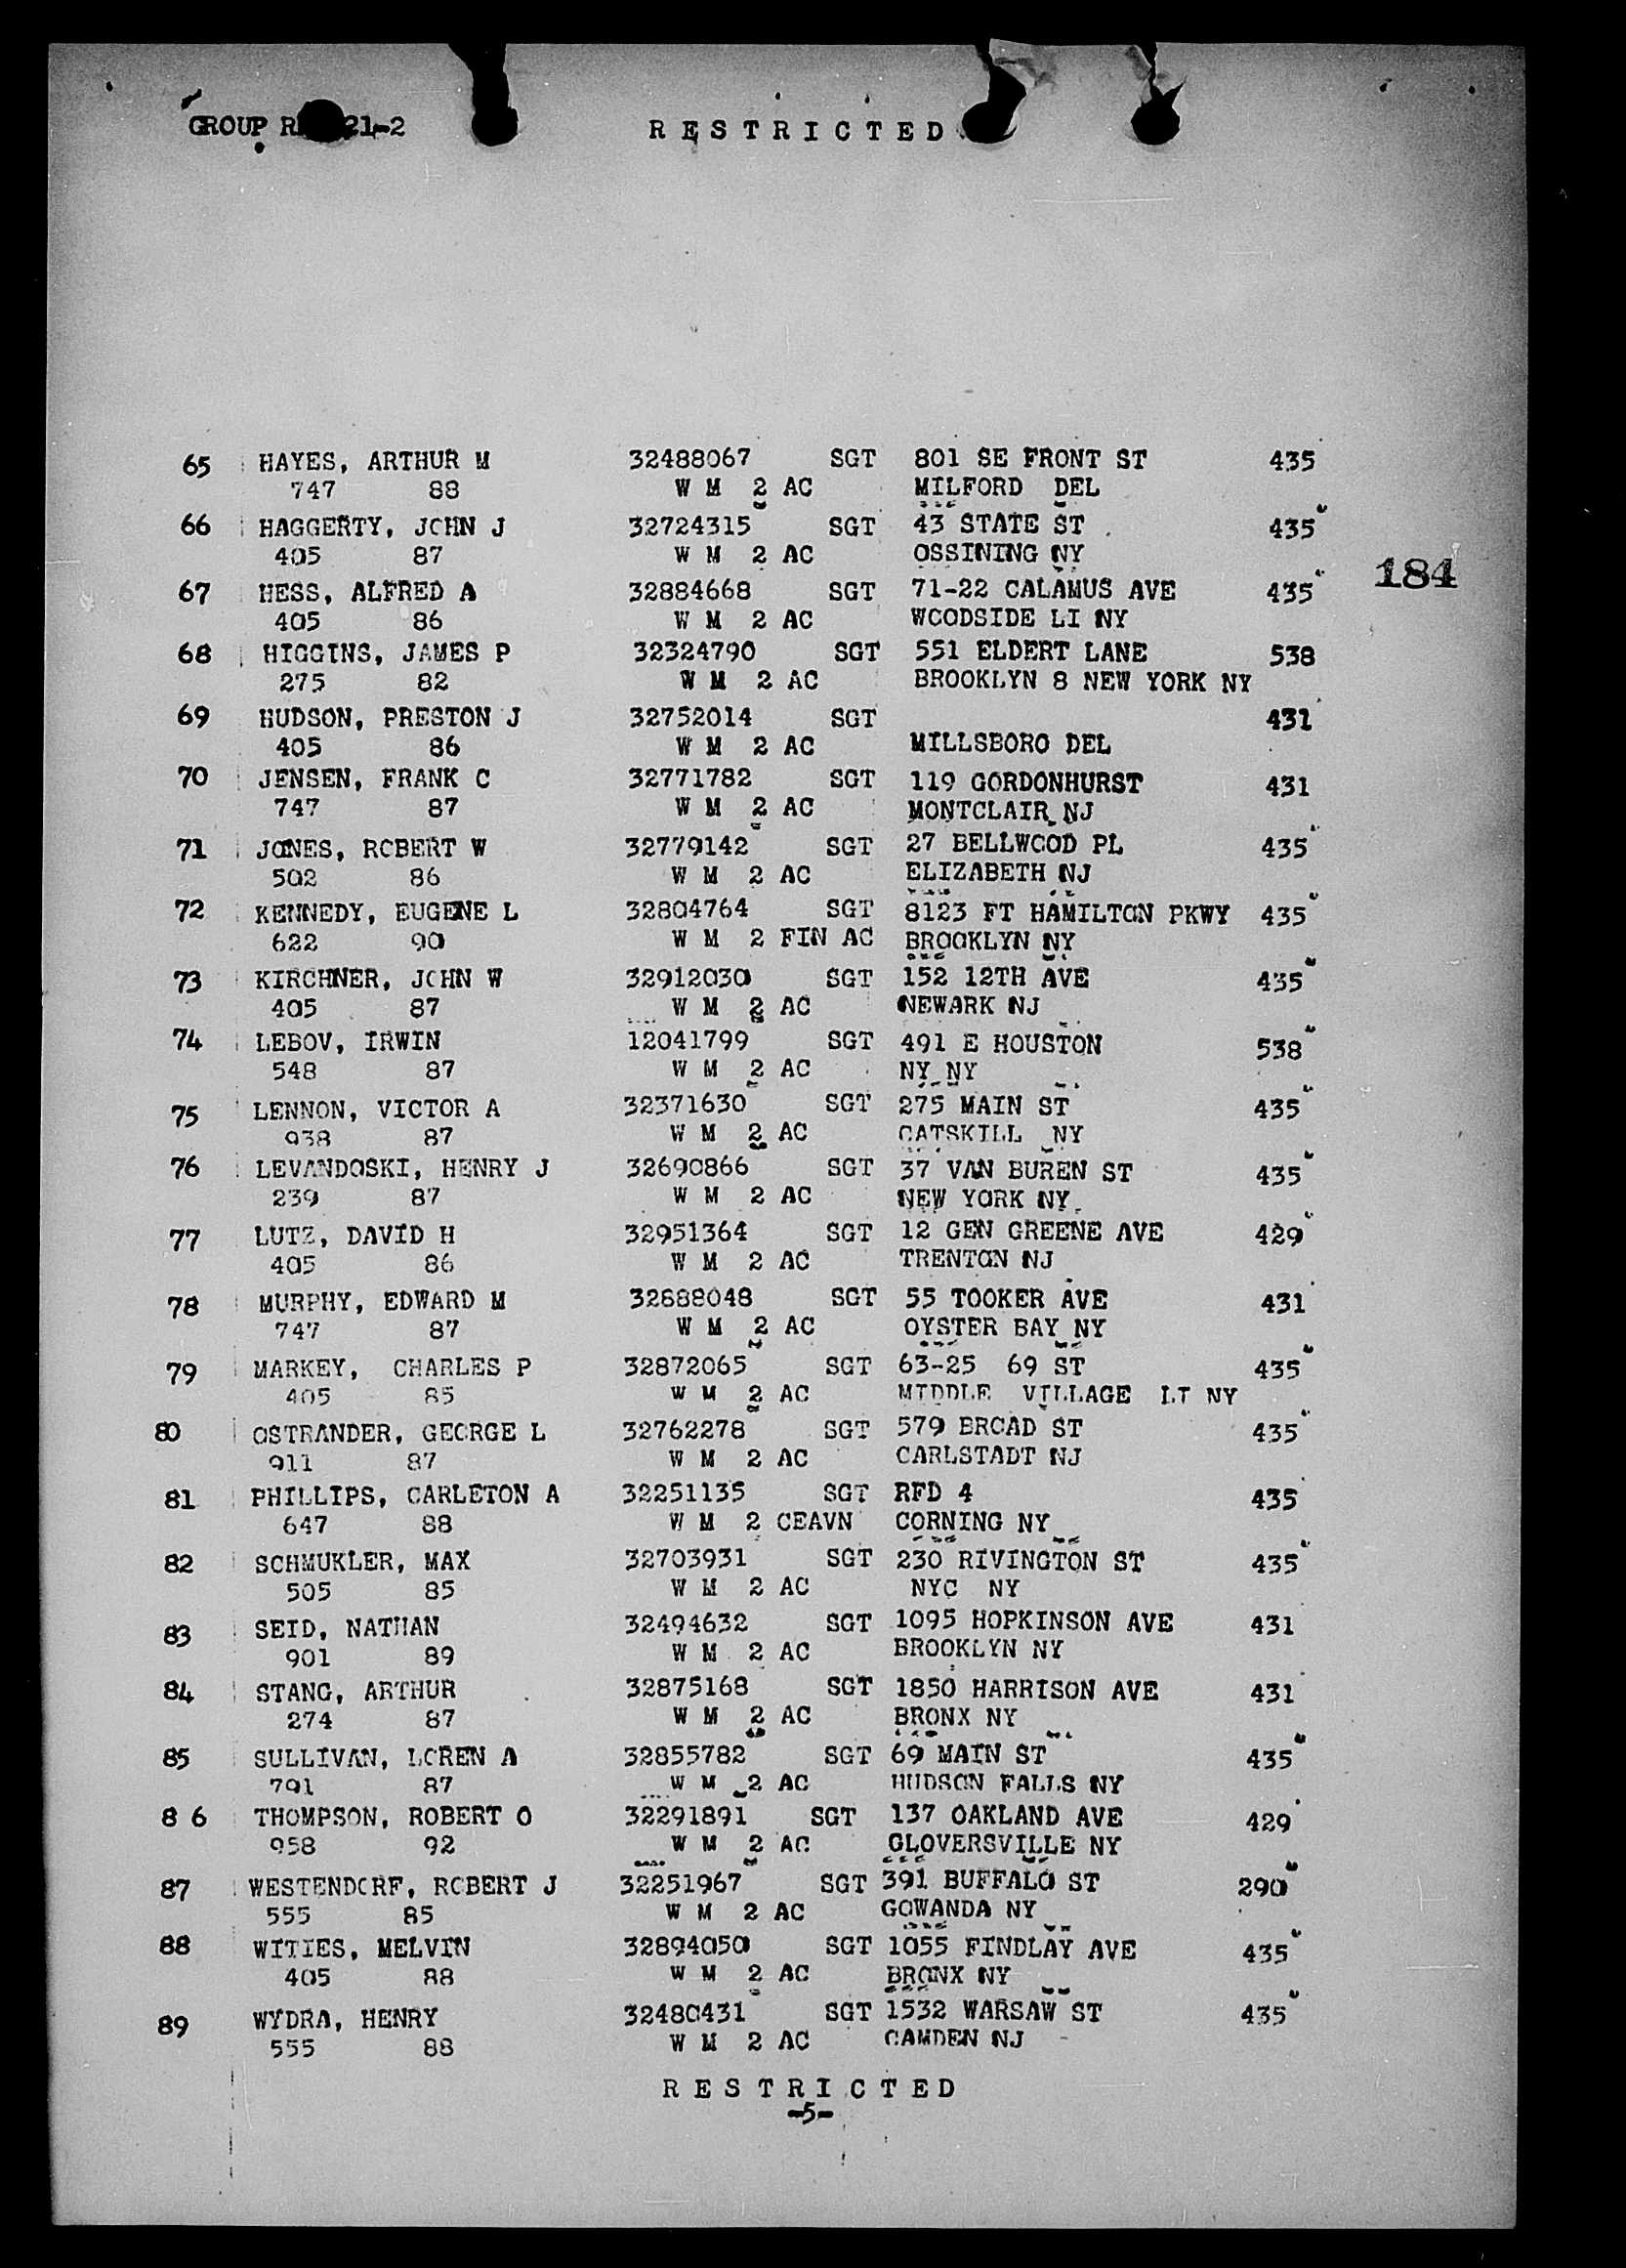 GROUP R 21-2
RESTRICTED
65 HAYES, ARTHUR M 32488067 SGT 801 SE FRONT ST 435
747 88 W M 2 AC MILFORD DEL
66 HAGGERTY, JOHN J 32724315 SGT 43 STATE ST 435
405 87 W M 2 AC OSSINING NY
184
67 HESS, ALFRED A 32884668 SGT 71-22 CALAMUS AVE 435
405 86 W M 2 AC WOODSIDE LI NY
68 HIGGINS, JAMES P 32324790 SGT 551 ELDERT LANE 538
275 82 W M 2 AC BROOKLYN 8 NEW YORK NY
69 HUDSON, PRESTON J 32752014 SGT 431
405 86 W M 2 AC MILLSBORO DEL
70 JENSEN, FRANK C 32771782 SGT 119 GORDONHURST 431
747 87 W M 2 AC MONTCLAIR NJ
71 JONES, ROBERT W 32779142 SGT 27 BELLWOOD PL 435
502 86 W M 2 AC ELIZABETH NJ
72 KENNEDY, EUGENE L 32804764 SGT 8123 FT HAMILTON PKWY 435
622 90 W M 2 FIN AC BROOKLYN NY
73 KIRCHNER, JOHN W 32912030 SGT 152 12TH AVE 435
405 87 W M 2 AC NEWARK NJ
74 LEBOV, IRWIN 12041799 SGT 491 E HOUSTON 538
548 87 W M 2 AC NY NY
75 LENNON, VICTOR A 32371630 SGT 275 MAIN ST 435
938 87 W M 2 AC CATSKILL NY
76 LEVANDOSKI, HENRY J 32690866 SGT 37 VAN BUREN ST 435
239 87 W M 2 AC NEW YORK NY
77 LUTZ, DAVID H 32951364 SGT 12 GEN GREENE AVE 429
405 86 W M 2 AC TRENTON NJ
78 MURPHY, EDWARD M 32888048 SGT 55 TOOKER AVE 431
747 87 W M 2 AC OYSTER BAY NY
79 MARKEY, CHARLES P 32872065 SGT 63-25 69 ST 435
405 85 W M 2 AC MIDDLE VILLAGE LI NY
80 OSTRANDER, GEORGE L 32762278 SGT 579 BROAD ST 435
911 87 W M 2 AC CARLSTADT NJ
81 PHILLIPS, CARLETON A 32251135 SGT RFD 4 435
647 88 W M 2 CEAVN CORNING NY
82 SCHMUKLER, MAX 32703931 SGT 230 RIVINGTON ST 435
505 85 W M 2 AC NYC NY
83 SEID, NATHAN 32494632 SGT 1095 HOPKINSON AVE 431
901 89 W M 2 AC BROOKLYN NY
84 STANG, ARTHUR 32875168 SGT 1850 HARRISON AVE 431
274 87 W M 2 AC BRONX NY
85 SULLIVAN, LOREN A 32855782 SGT 69 MAIN ST 435
791 87 W M 2 AC HUDSON FALLS NY
8 6 THOMPSON, ROBERT O 32291891 SGT 137 OAKLAND AVE 429
958 92 W M 2 AC GLOVERSVILLE NY
87 WESTENDORF, ROBERT J 32251967 SGT 391 BUFFALO ST 290
555 85 W M 2 AC GOWANDA NY
88 WITIES, MELVIN 32894050 SGT 1055 FINDLAY AVE 435
405 88 W M 2 AC BRONX NY
89 WYDRA, HENRY 32480431 SGT 1532 WARSAW ST 435
555 88 W M 2 AC CAMDEN NJ
RESTRICTED
-5-